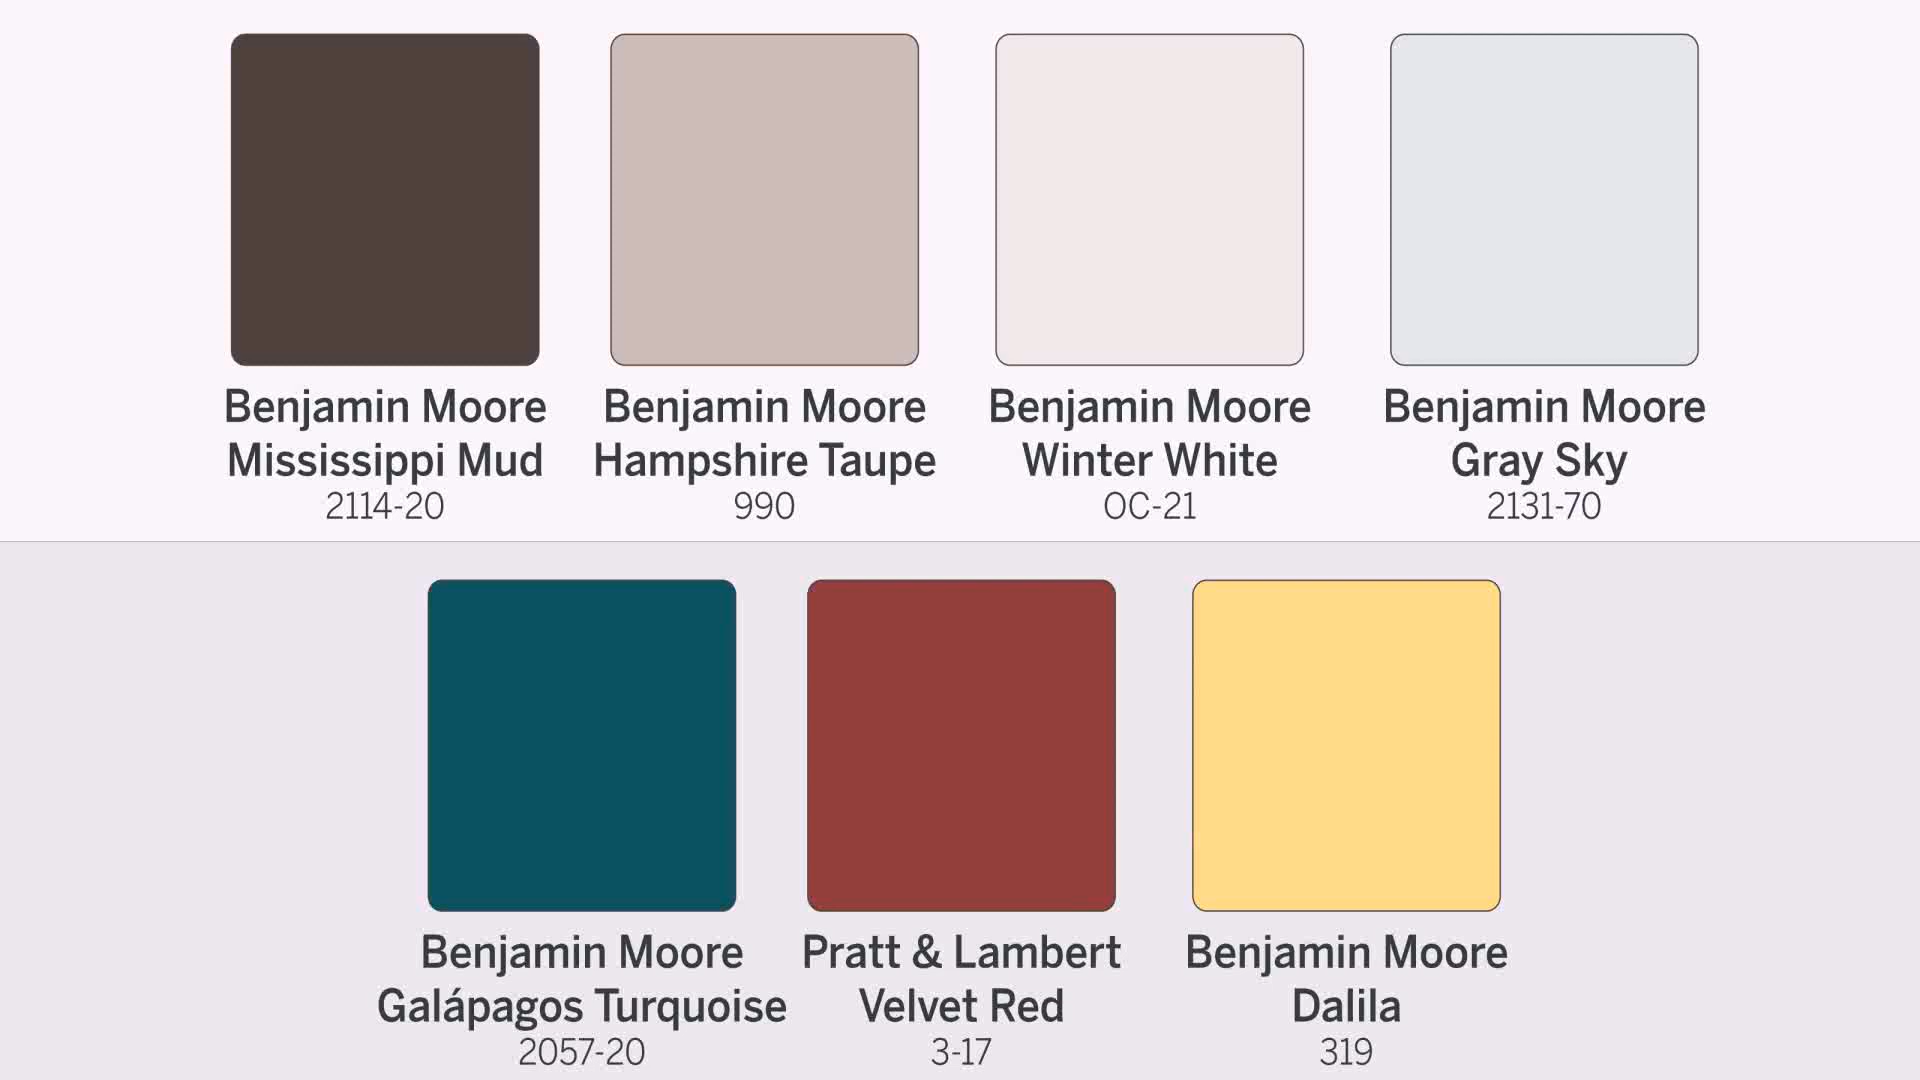 Benjamin Moore
Mississippi Mud
2114-20
Benjamin Moore
Hampshire Taupe
990
Benjamin Moore
Winter White
OC-21
Benjamin Moore
Gray Sky
2131-70
Benjamin Moore
Galápagos Turquoise
2057-20
Pratt & Lambert
Velvet Red
3-17
Benjamin Moore
Dalila
319